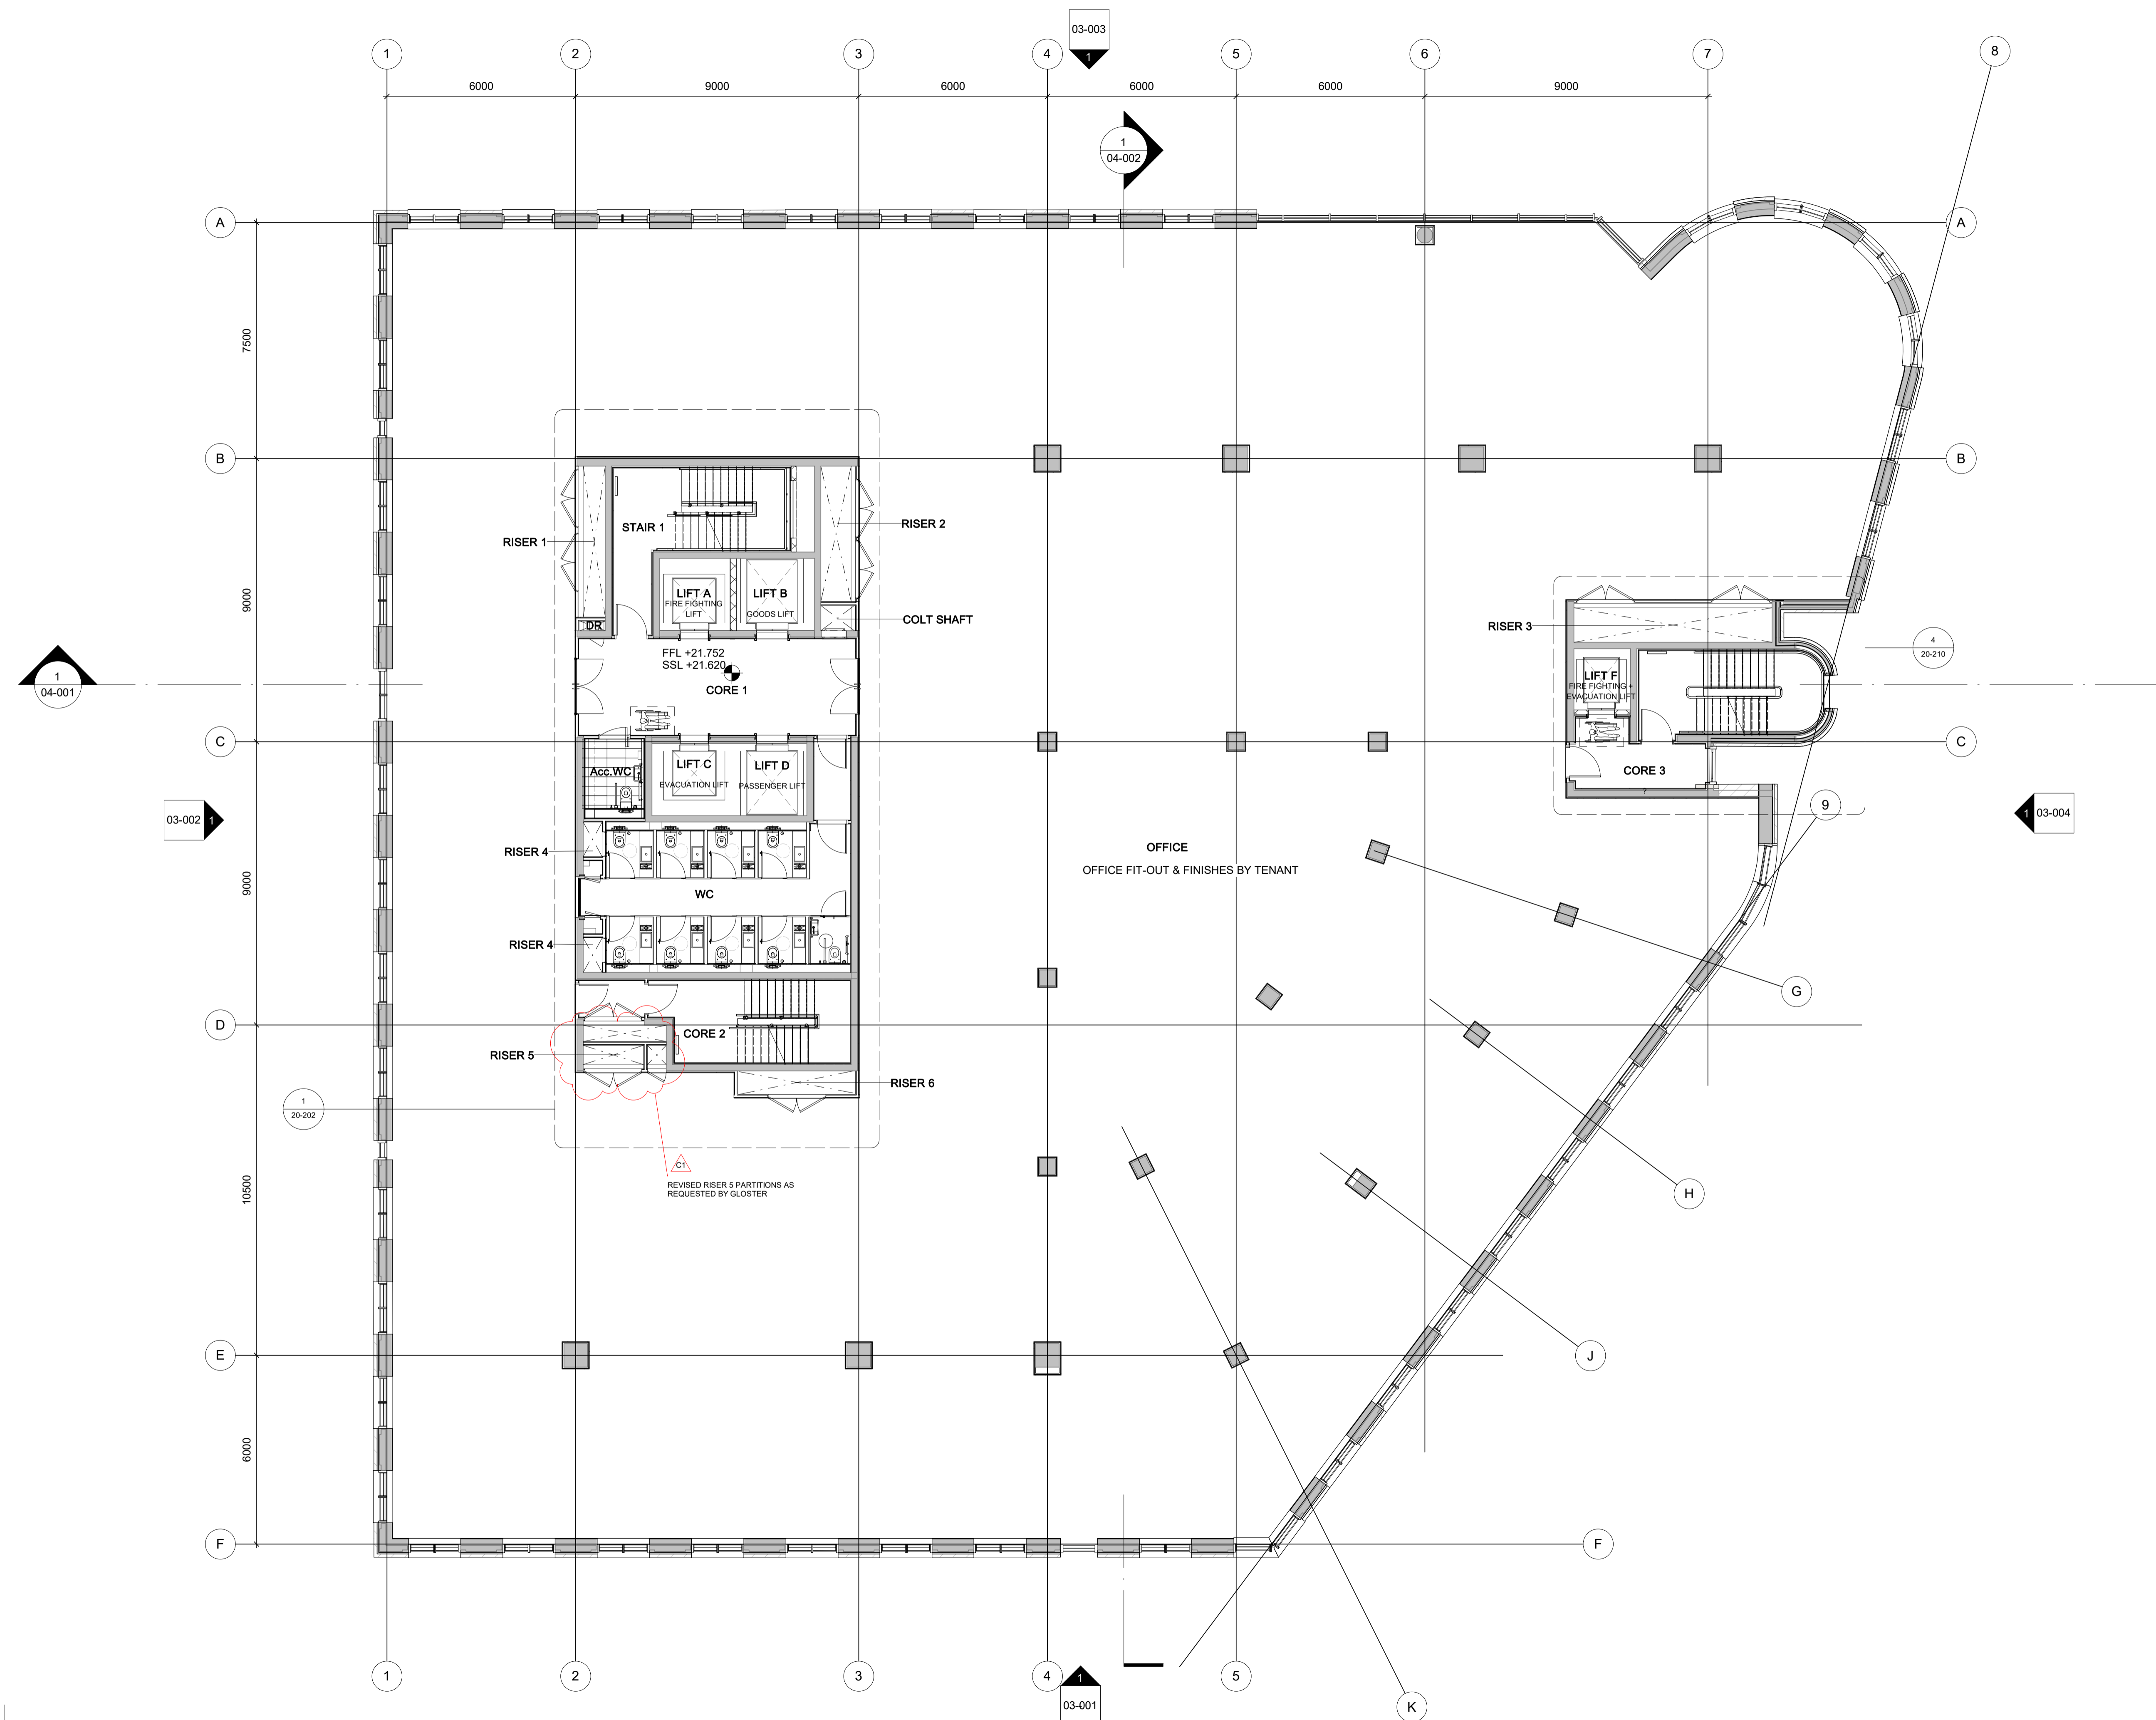 03-003
1
1
2
3
4
5
6
7
8
6000
9000
6000
6000
6000
9000
1
04-002
A
A
7500
B
B
STAIR 1
RISER 2
RISER 1
9000
LIFT A
FIRE FIGHTING
LIFT
LIFT B
GOODS LIFT
COLT SHAFT
DR
RISER 3
4
20-210
FFL +21.752
SSL +21.620
CORE 1
1
04-001
LIFT F
FIRE FIGHTING +
EVACUATION LIFT
C
C
LIFT C
EVACUATION LIFT
LIFT D
PASSENGER LIFT
Acc.WC
CORE 3
?
9
03-002
1
1
03-004
OFFICE
OFFICE FIT-OUT & FINISHES BY TENANT
RISER 4
9000
WC
RISER 4
G
D
CORE 2
RISER 5
RISER 6
1
20-202
C1
REVISED RISER 5 PARTITIONS AS
REQUESTED BY GLOSTER
10500
H
E
J
6000
F
F
1
2
3
4
5
1
03-001
K